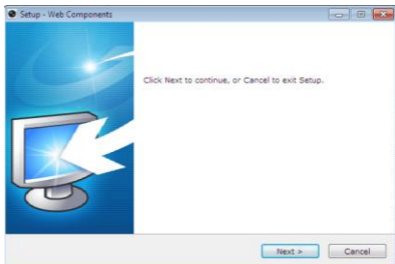 Setup - Web Components
Click Next to continue, or Cancel to exit Setup.
Next >
Cancel